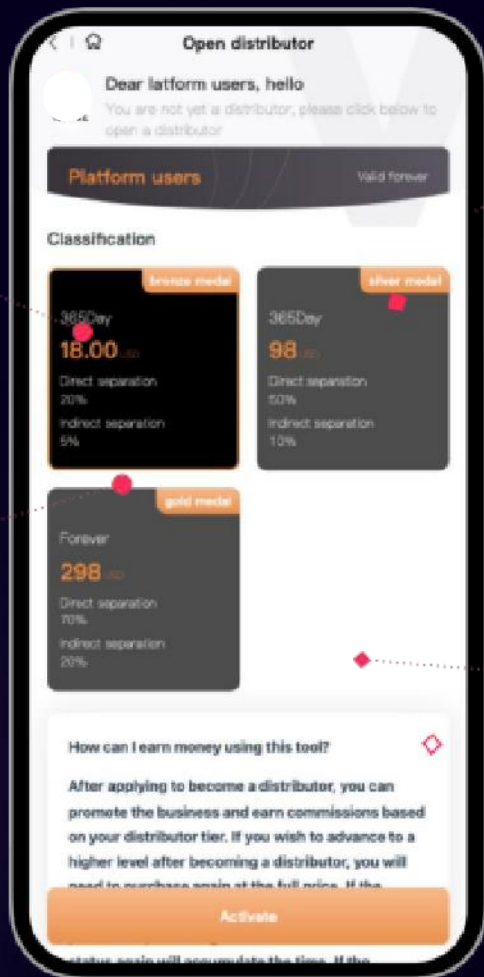 Open distributor
Dear latform users, hello
You are not yet a distributor, please click below to
open a distributor
Platform users
Valid forever
Classification
bronze medal
365Day
18.00 USD
Direct separation
20%
Indirect separation
5%
silver medal
365Day
98 USD
Direct separation
50%
Indirect separation
10%
gold medal
Forever
298 USD
Direct separation
70%
Indirect separation
20%
How can I earn money using this tool?
After applying to become a distributor, you can
promote the business and earn commissions based
on your distributor tier. If you wish to advance to a
higher level after becoming a distributor, you will
need to purchase again at the full price. If the
Activate
status again will accumulate the time. If the